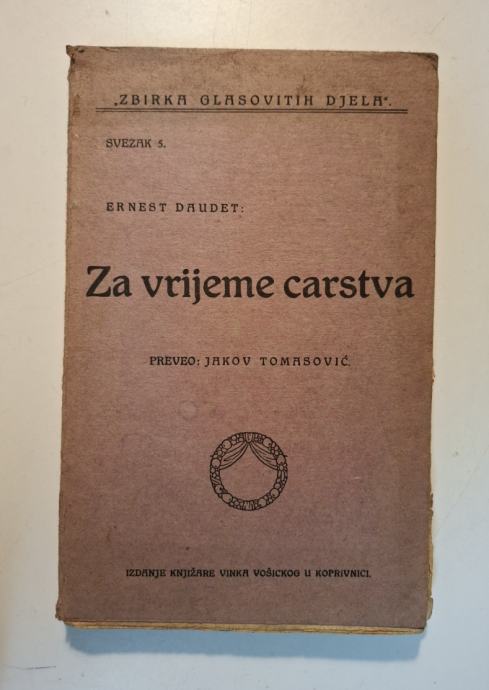 „ZBIRKA GLASOVITIH DJELA“.
SVEZAK 5.
ERNEST DAUDET:
Za vrijeme carstva
PREVEO: JAKOV TOMASOVIĆ.
IZDANJE KNJIŽARE VINKA VOŠICKOG U KOPRIVNICI.